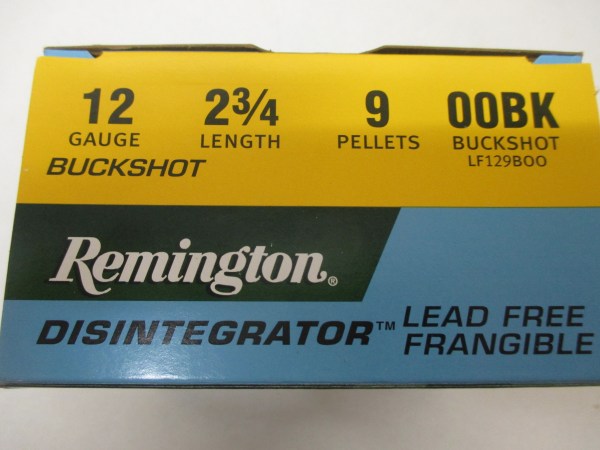 12 2¾ 9 00BK
GAUGE LENGTH PELLETS BUCKSHOT
BUCKSHOT LF129BOO
Remington®
DISINTEGRATOR™ LEAD FREE
FRANGIBLE